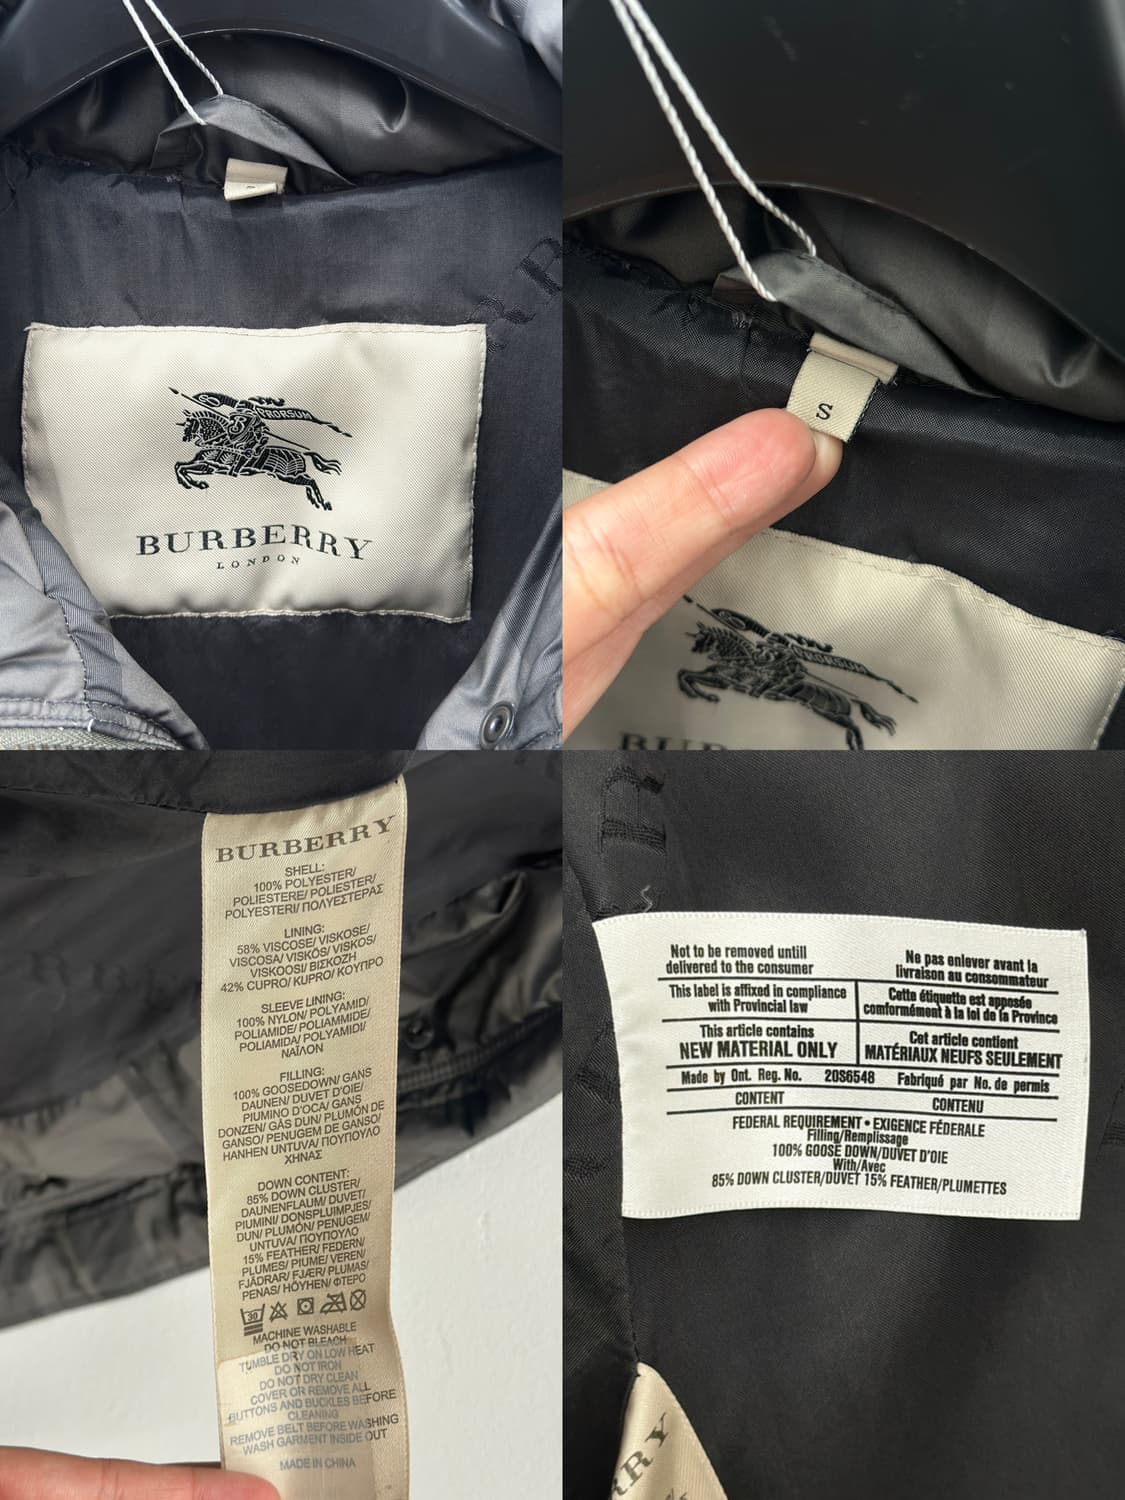 PRORSUM
BURBERRY
LONDON
S
PRORSUM
BURBERRY
SHELL:
100% POLYESTER/
POLIESTERE/ POLIESTER/
POLYESTERI/ ΠΟΛΥΕΣΤΕΡΑΣ
LINING:
58% VISCOSE/ VISKOSE/
VISCOSA/ VISKÓS/ VISKOS/
VISKOOSI/ ΒΙΣΚΟΖΗ
42% CUPRO/ KUPRO/ ΚΟΥΠΡΟ
SLEEVE LINING:
100% NYLON/ POLYAMID/
POLIAMIDE/ POLIAMMIDE/
POLIAMIDA/ POLYAMIDI/
ΝΑΪΛΟΝ
FILLING:
100% GOOSEDOWN/ GANS
DAUNEN/ DUVET D'OIE/
PIUMINO D'OCA/ GANS
DONZEN/ GÅS DUN/ PLUMÓN DE
GANSO/ PENUGEM DE GANSO/
HANHEN UNTUVA/ ΠΟΥΠΟΥΛΟ
ΧΗΝΑΣ
DOWN CONTENT:
85% DOWN CLUSTER/
DAUNENFLAUM/ DUVET/
PIUMINI/ DONSPLUIMPJES/
DUN/ PLUMÓN/ PENUGEM/
UNTUVA/ ΠΟΥΠΟΥΛΟ
15% FEATHER/ FEDERN/
PLUMES/ PIUME/ VEREN/
FJÄDRAR/ FJÆR/ PLUMAS/
PENAS/ HÖYHEN/ ΦΤΕΡΟ
30
MACHINE WASHABLE
DO NOT BLEACH
TUMBLE DRY ON LOW HEAT
DO NOT IRON
DO NOT DRY CLEAN
COVER OR REMOVE ALL
BUTTONS AND BUCKLES BEFORE
CLEANING
REMOVE BELT BEFORE WASHING
WASH GARMENT INSIDE OUT
MADE IN CHINA
Not to be removed untill
delivered to the consumer
Ne pas enlever avant la
livraison au consommateur
This label is affixed in compliance
with Provincial law
Cette étiquette est apposée
conformément à la loi de la Province
This article contains
NEW MATERIAL ONLY
Cet article contient
MATÉRIAUX NEUFS SEULEMENT
Made by Ont. Reg. No. 20S6548 Fabriqué par No. de permis
CONTENT CONTENU
FEDERAL REQUIREMENT • EXIGENCE FÉDERALE
Filling/Remplissage
100% GOOSE DOWN/DUVET D'OIE
With/Avec
85% DOWN CLUSTER/DUVET 15% FEATHER/PLUMETTES